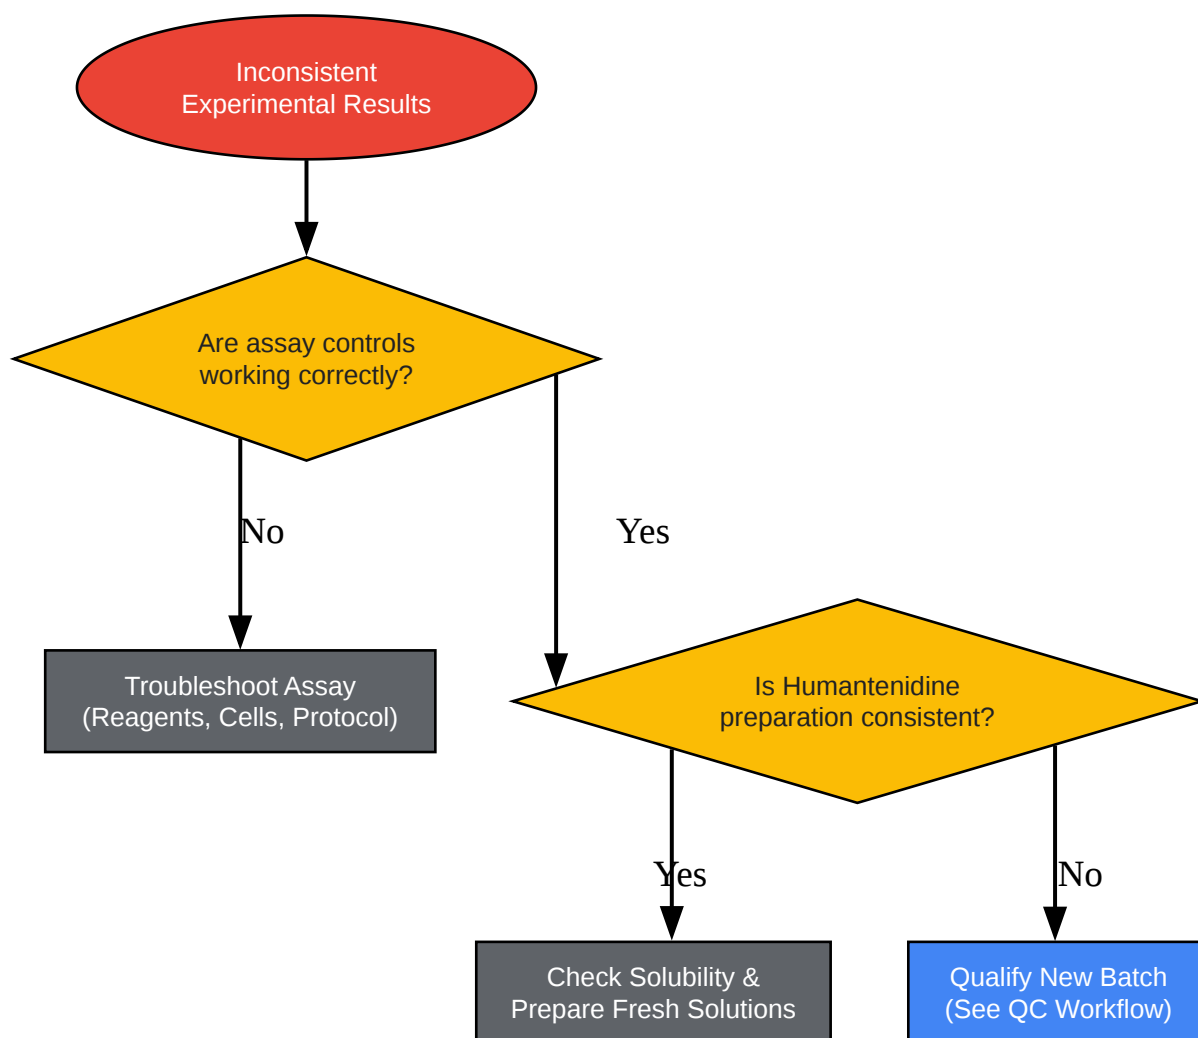 Inconsistent
Experimental Results
Are assay controls
working correctly?
No
Yes
Troubleshoot Assay
(Reagents, Cells, Protocol)
Is Humantenidine
preparation consistent?
Yes
No
Check Solubility &
Prepare Fresh Solutions
Qualify New Batch
(See QC Workflow)